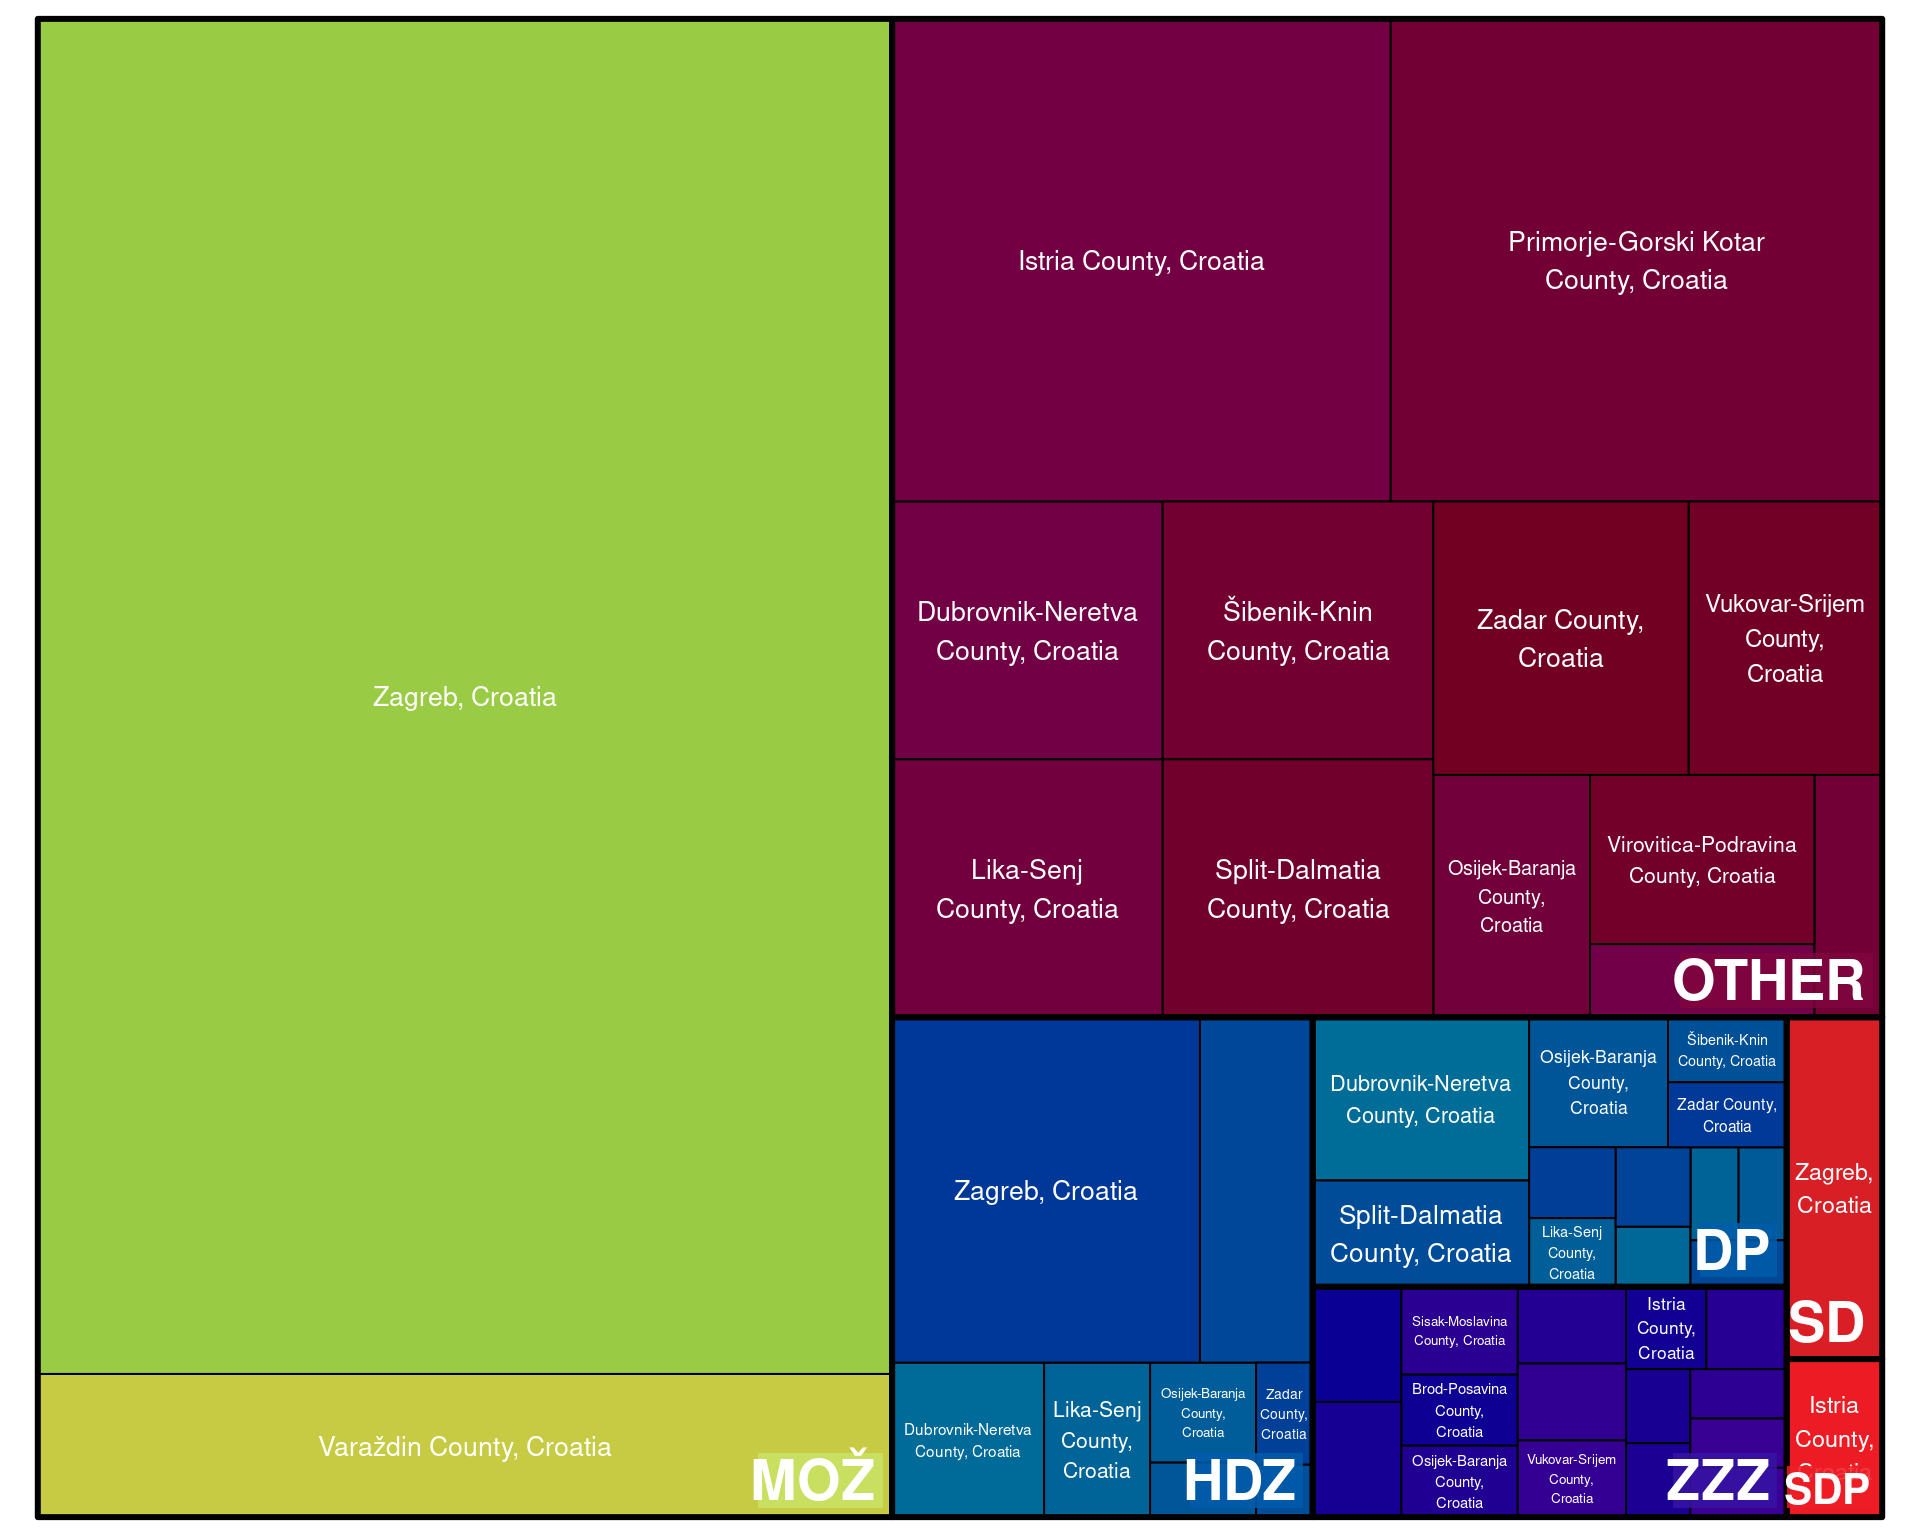 Zagreb, Croatia
Varaždin County, Croatia
MOŽ
Istria County, Croatia
Primorje-Gorski Kotar
County, Croatia
Dubrovnik-Neretva
County, Croatia
Šibenik-Knin
County, Croatia
Zadar County,
Croatia
Vukovar-Srijem
County,
Croatia
Lika-Senj
County, Croatia
Split-Dalmatia
County, Croatia
Osijek-Baranja
County,
Croatia
Virovitica-Podravina
County, Croatia
OTHER
Zagreb, Croatia
Dubrovnik-Neretva
County, Croatia
Lika-Senj
County,
Croatia
Osijek-Baranja
County,
Croatia
Zadar
County,
Croatia
HDZ
Dubrovnik-Neretva
County, Croatia
Split-Dalmatia
County, Croatia
Osijek-Baranja
County,
Croatia
Šibenik-Knin
County, Croatia
Zadar County,
Croatia
Lika-Senj
County,
Croatia
DP
Sisak-Moslavina
County, Croatia
Brod-Posavina
County,
Croatia
Osijek-Baranja
County,
Croatia
Vukovar-Srijem
County,
Croatia
Istria
County,
Croatia
ZZZ
Zagreb,
Croatia
SD
Istria
County,
Croatia
SDP